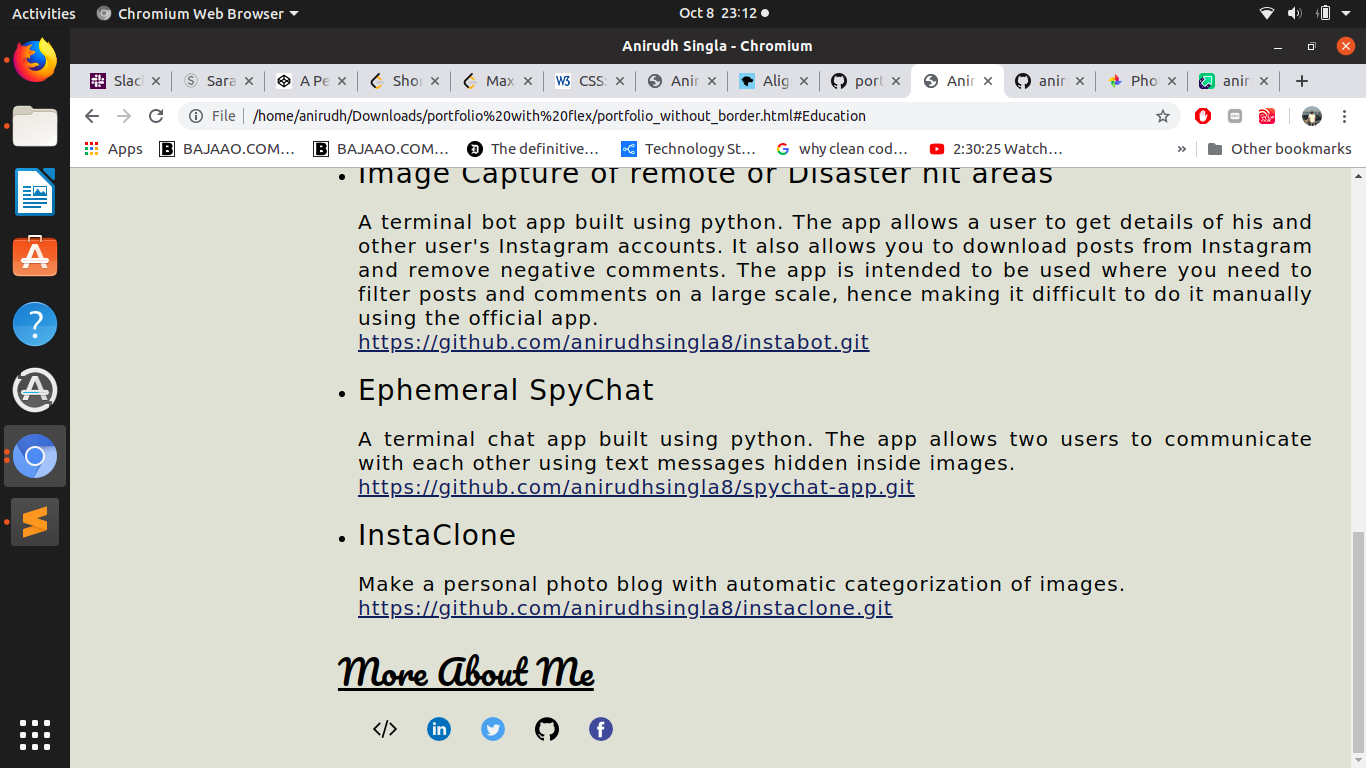 Activities Chromium Web Browser Oct 8 23:12
Anirudh Singla - Chromium
Slac Sara A Pe Shor Max W3 CSS: Anir Alig port Anir anir Pho anir
File /home/anirudh/Downloads/portfolio%20with%20flex/portfolio_without_border.html#Education
Apps BAJAAO.COM... BAJAAO.COM... The definitive... Technology St... why clean cod... 2:30:25 Watch... » Other bookmarks
Image Capture of remote or Disaster hit areas
A terminal bot app built using python. The app allows a user to get details of his and
other user's Instagram accounts. It also allows you to download posts from Instagram
and remove negative comments. The app is intended to be used where you need to
filter posts and comments on a large scale, hence making it difficult to do it manually
using the official app.
https://github.com/anirudhsingla8/instabot.git
Ephemeral SpyChat
A terminal chat app built using python. The app allows two users to communicate
with each other using text messages hidden inside images.
https://github.com/anirudhsingla8/spychat-app.git
InstaClone
Make a personal photo blog with automatic categorization of images.
https://github.com/anirudhsingla8/instaclone.git
More About Me
</> in f